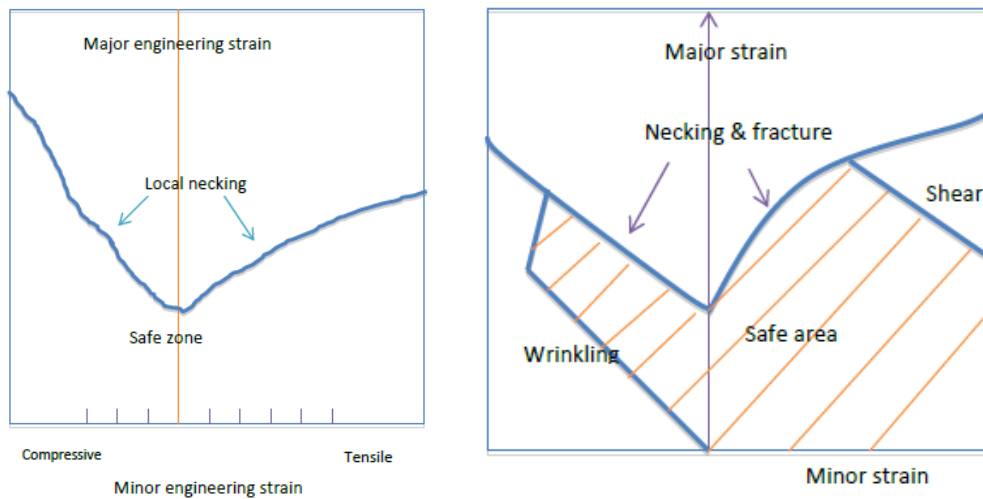 Major engineering strain
Local necking
Safe zone
Compressive
Tensile
Minor engineering strain
Major strain
Necking & fracture
Shear
Wrinkling
Safe area
Minor strain